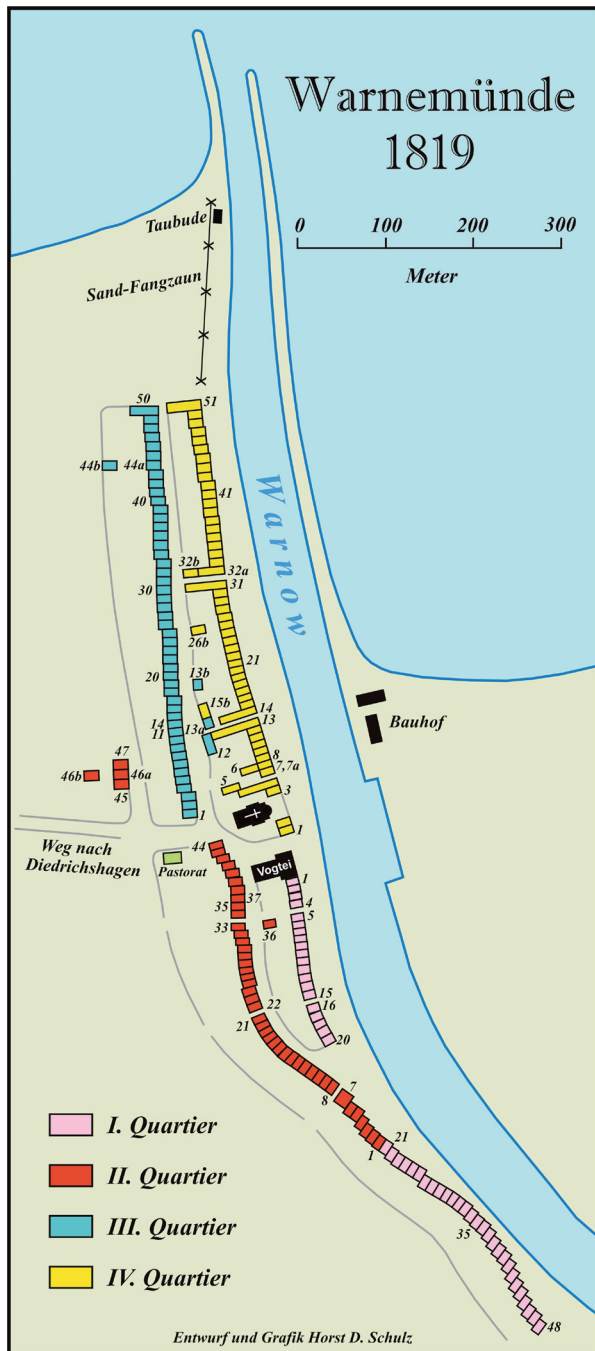 Warnemünde
1819
Taubude
0 100 200 300
Meter
Sand-Fangzaun
50
51
44b
44a
41
40
Warnow
32b
32a
31
30
26b
21
13b
20
15b
14
14
13a
13
11
12
8
7,7a
6
5
3
Bauhof
47
46b
46a
45
1
1
Weg nach
Diedrichshagen
44
Pastorat
Vogtei
1
37
4
35
5
33
36
15
22
16
21
20
7
8
21
1
35
48
I. Quartier
II. Quartier
III. Quartier
IV. Quartier
Entwurf und Grafik Horst D. Schulz